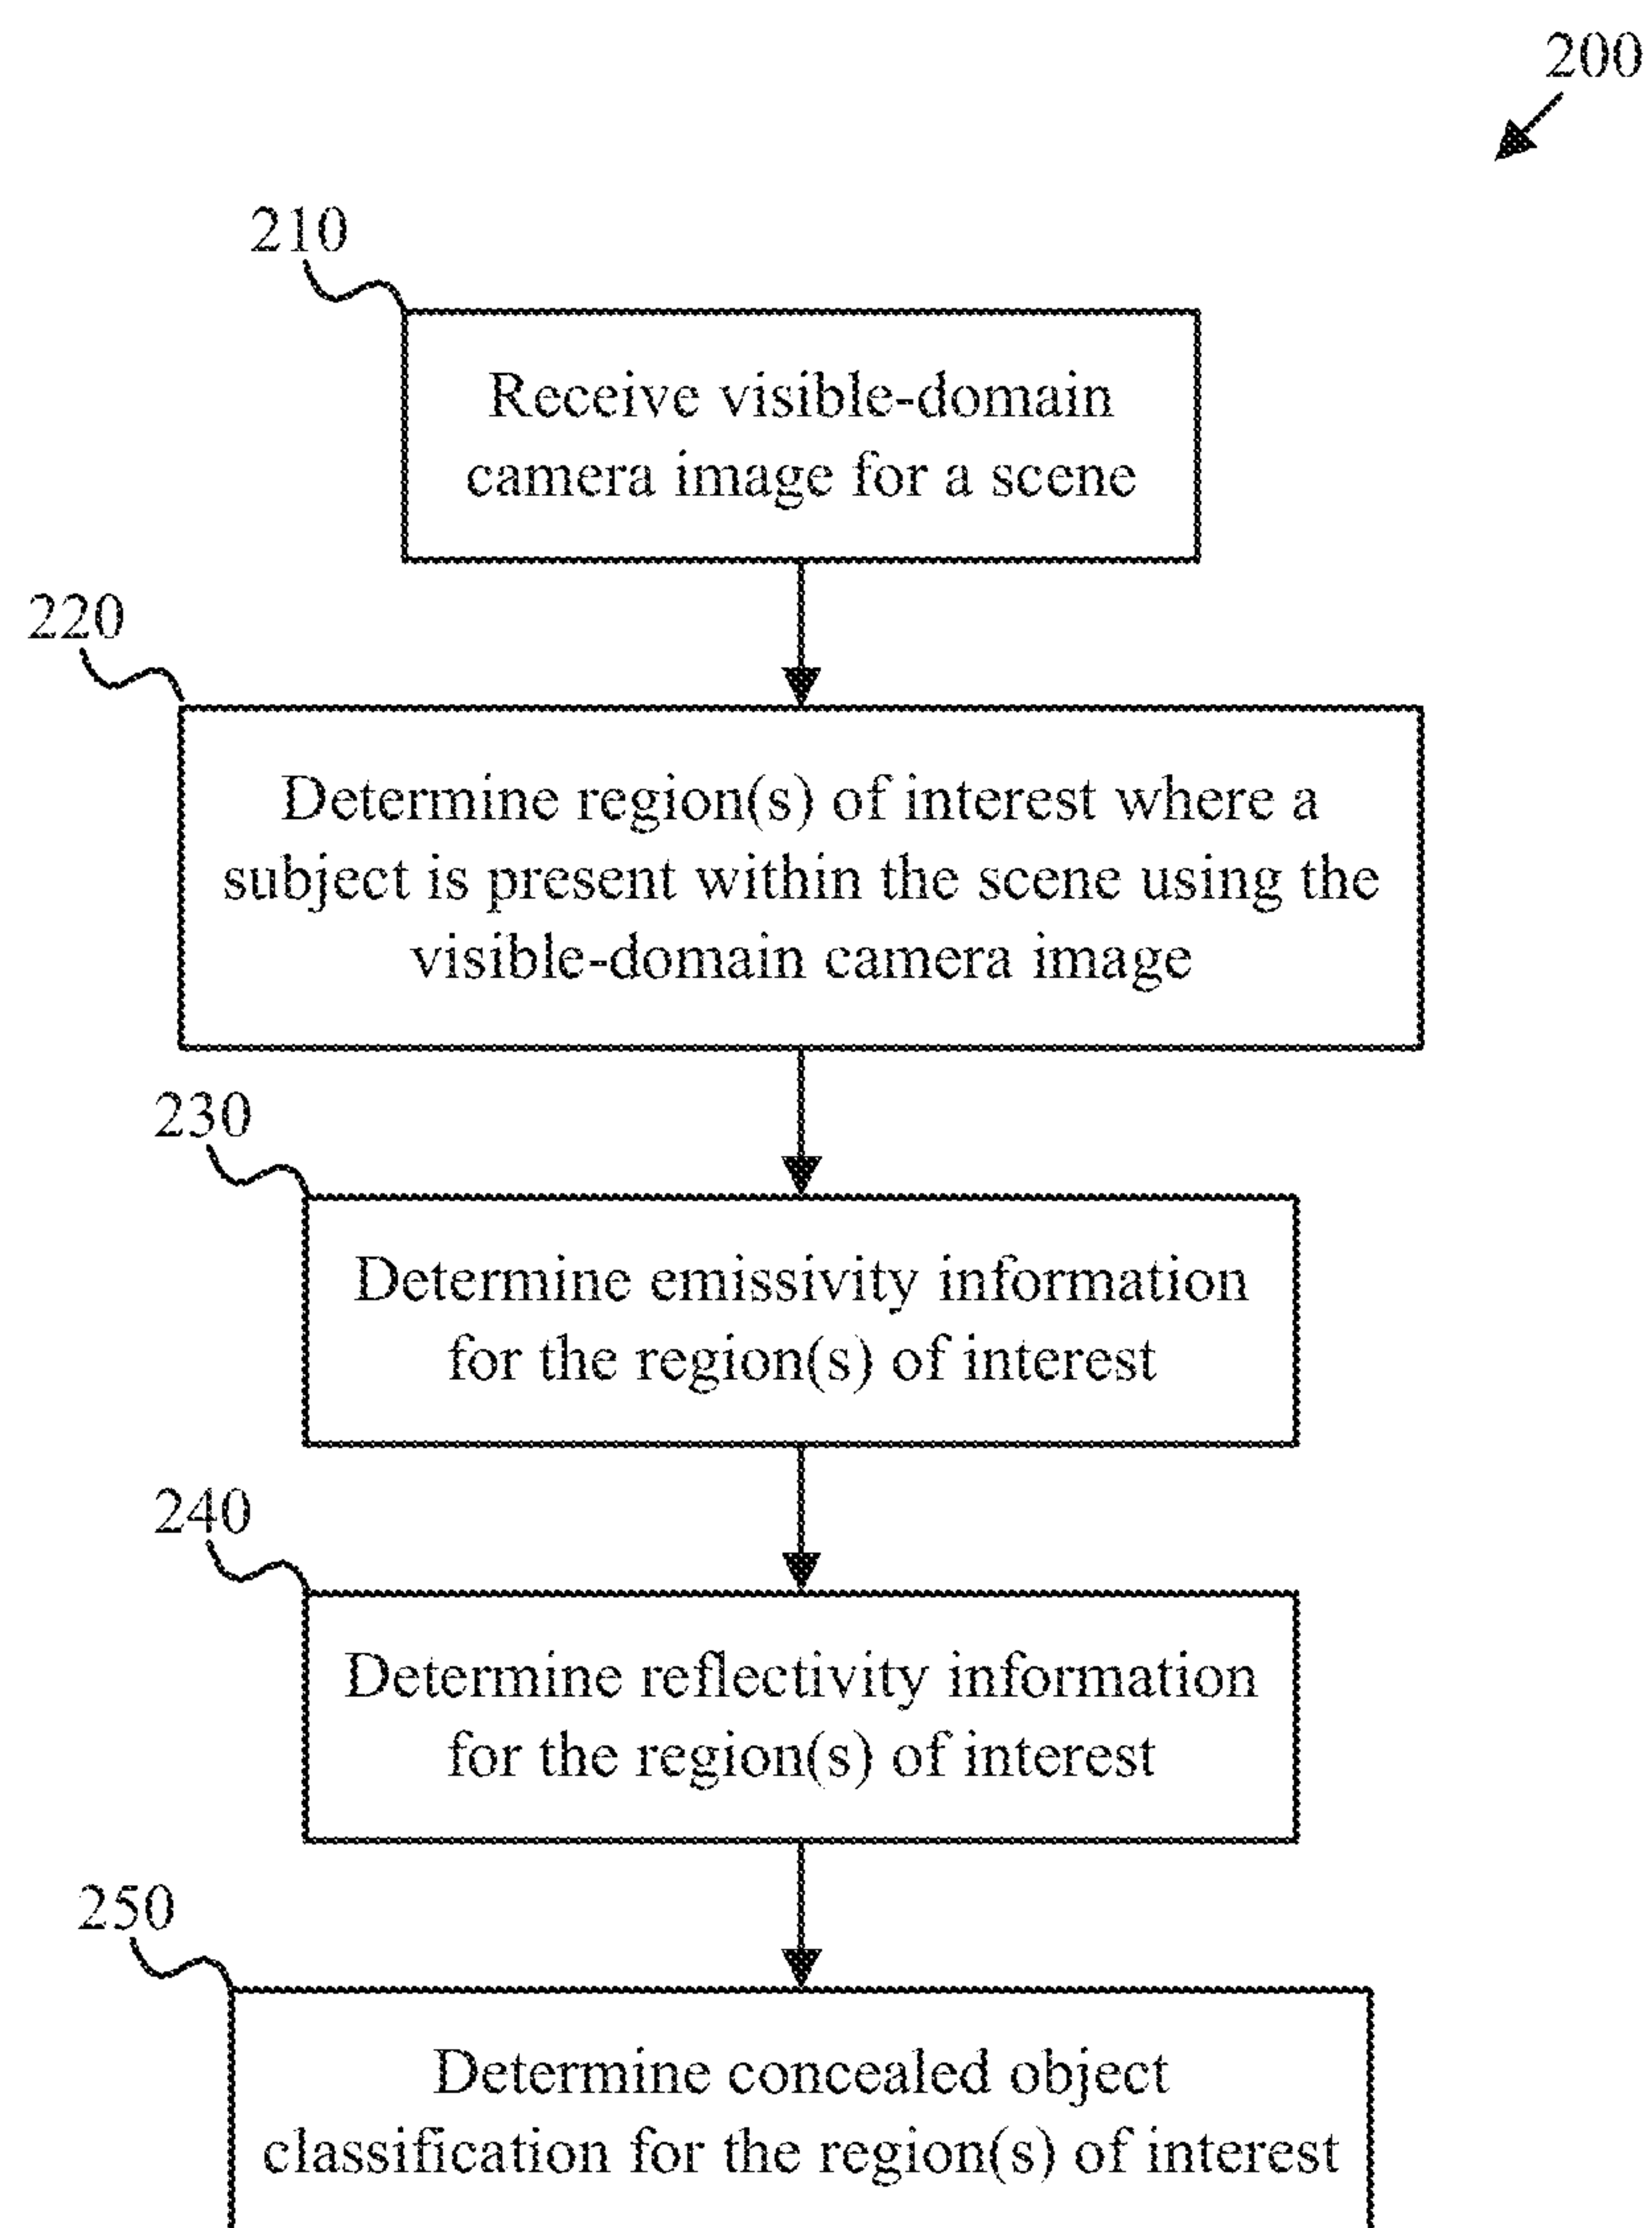 200
210
Receive visible-domain
camera image for a scene
220
Determine region(s) of interest where a
subject is present within the scene using the
visible-domain camera image
230
Determine emissivity information
for the region(s) of interest
240
Determine reflectivity information
for the region(s) of interest
250
Determine concealed object
classification for the region(s) of interest